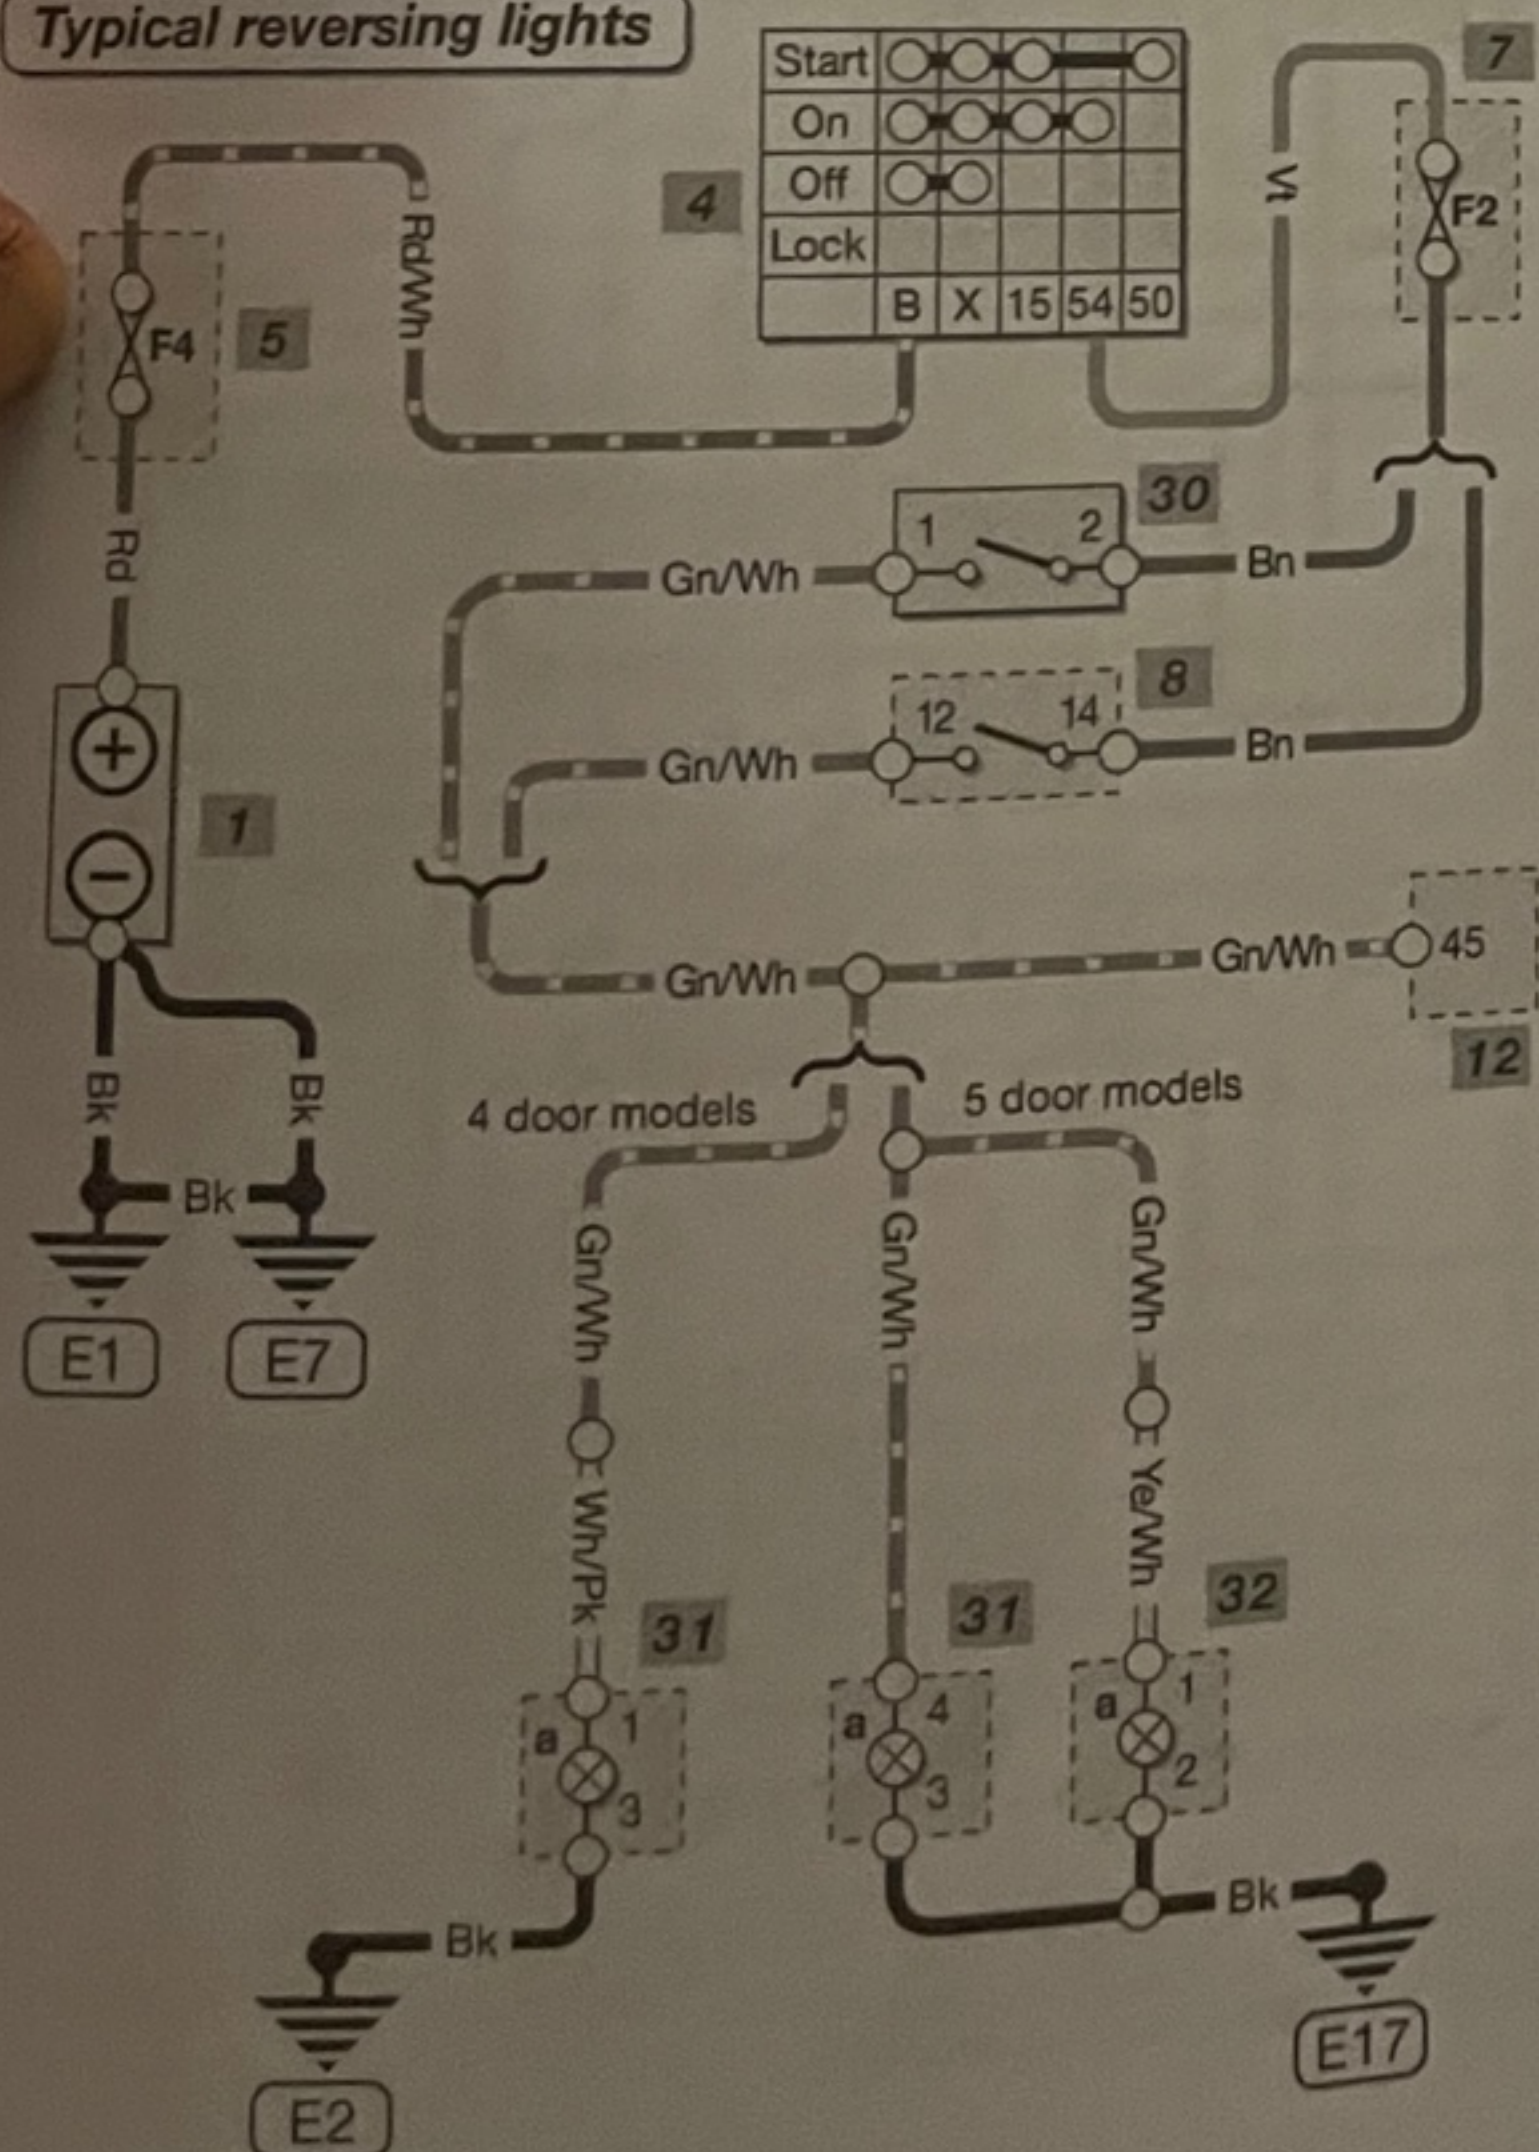 Typical reversing lights
7
Start
On
Off
Lock
B X 15 54 50
4
Vt
F2
Rd/Wh
F4
5
Rd
30
1 2
Gn/Wh
Bn
8
12 14
Gn/Wh
Bn
+
−
1
Gn/Wh
Gn/Wh
45
12
Bk
Bk
Bk
E1
E7
4 door models
5 door models
Gn/Wh
Gn/Wh
Gn/Wh
Wh/Pk
Ye/Wh
31
31
32
a 1
3
a 4
3
a 1
2
Bk
Bk
E2
E17